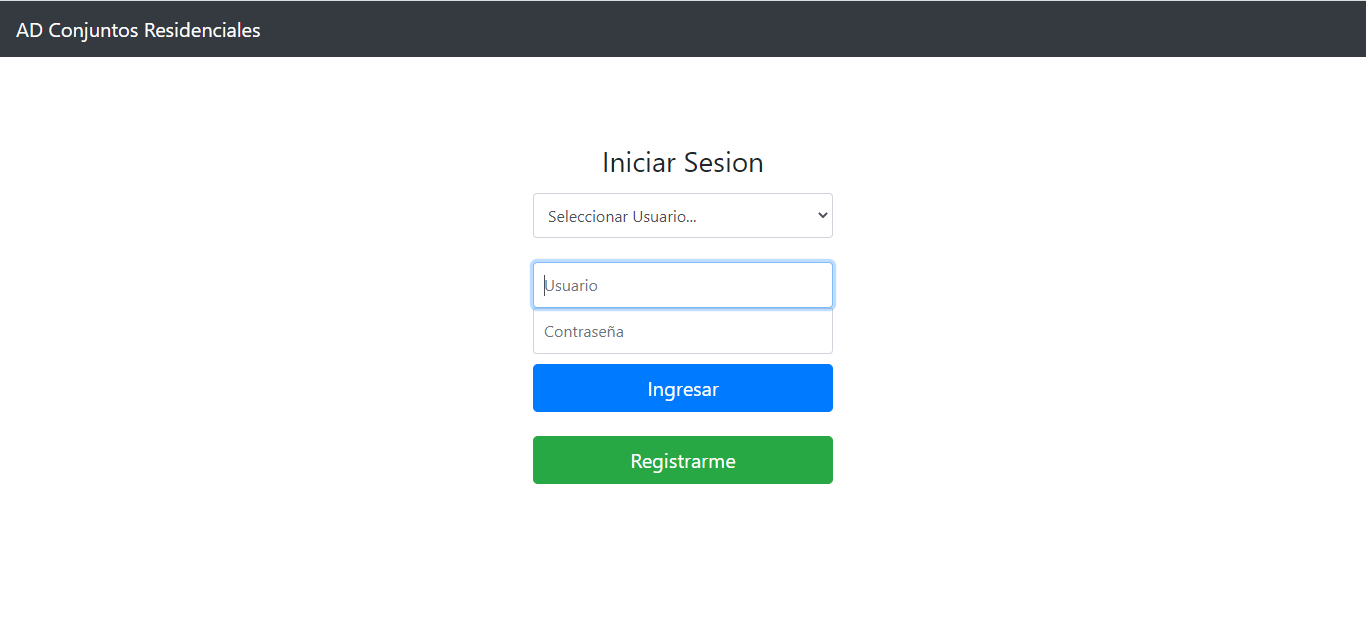 AD Conjuntos Residenciales
Iniciar Sesion
Seleccionar Usuario...
Usuario
Contraseña
Ingresar
Registrarme